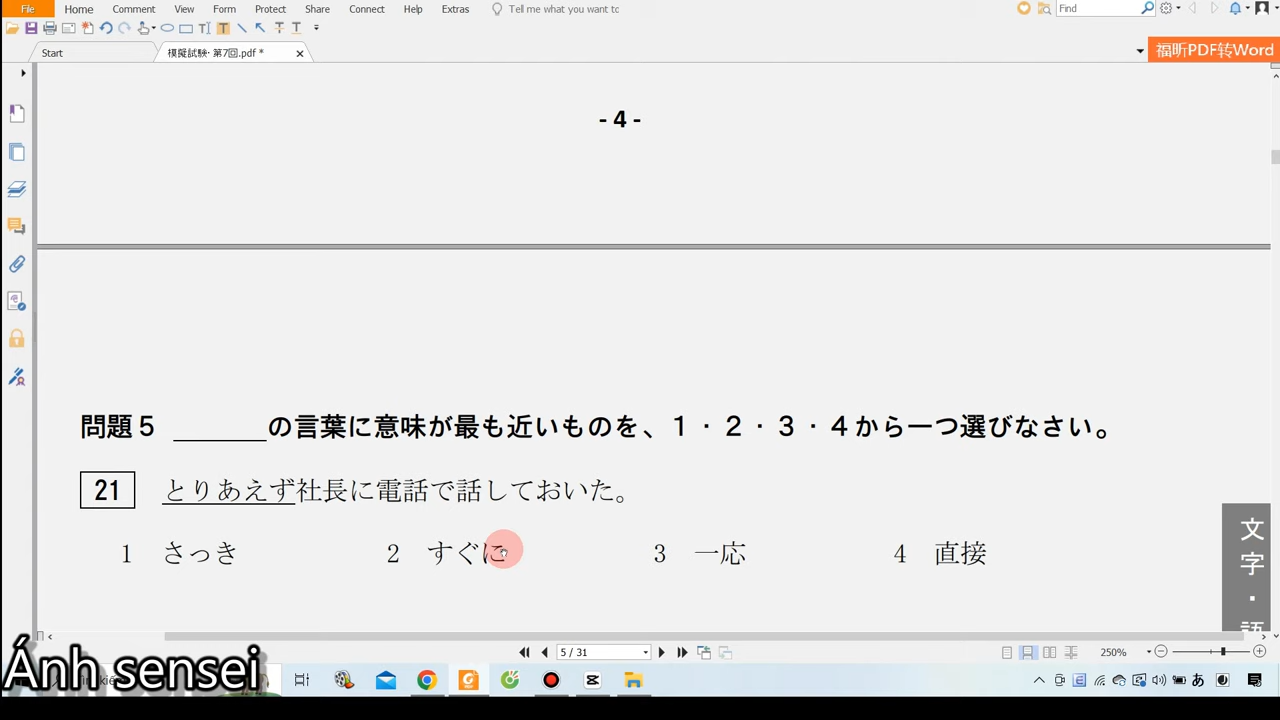 File Home Comment View Form Protect Share Connect Help Extras Tell me what you want to Find
Start 模擬試験・第7回.pdf *
福昕PDF转Word
- 4 -
問題５ ______の言葉に意味が最も近いものを、１・２・３・４から一つ選びなさい。
21 とりあえず社長に電話で話しておいた。
1 さっき 2 すぐに 3 一応 4 直接
文字・語
5 / 31
250%
Ánh sensei
あ